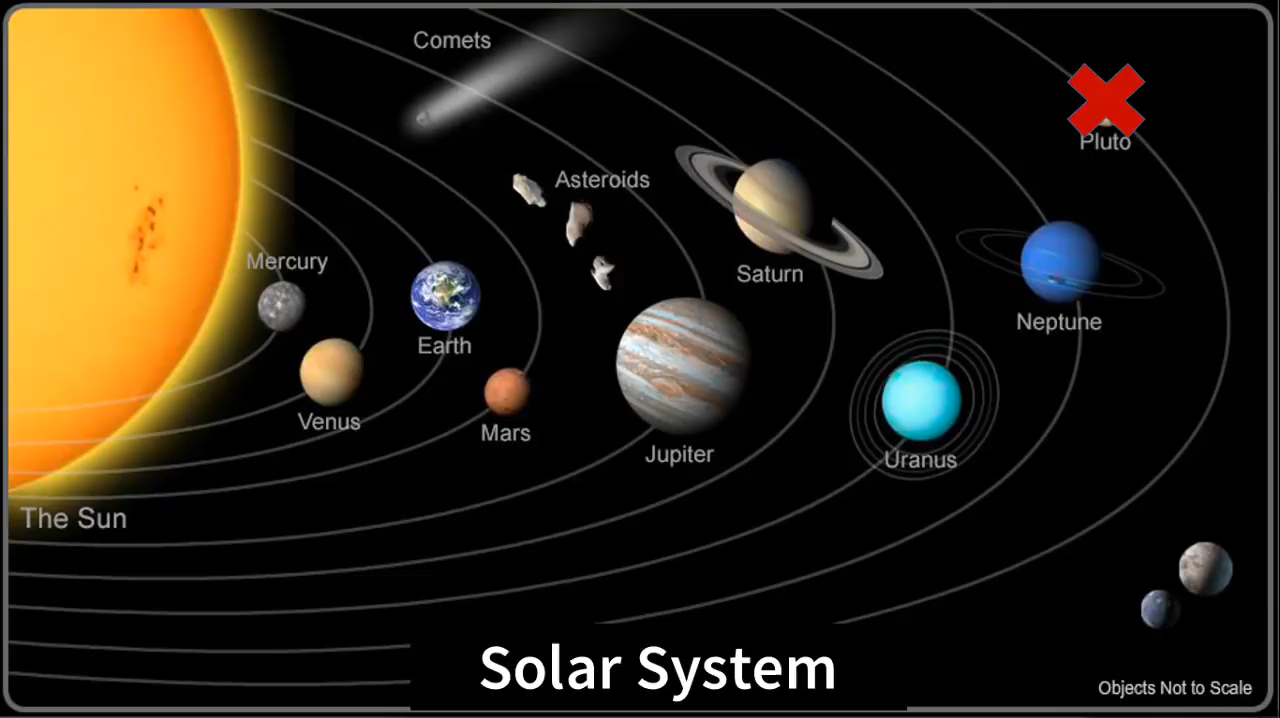 Comets
Pluto
Asteroids
Mercury
Saturn
Neptune
Earth
Venus
Mars
Jupiter
Uranus
The Sun
Solar System
Objects Not to Scale